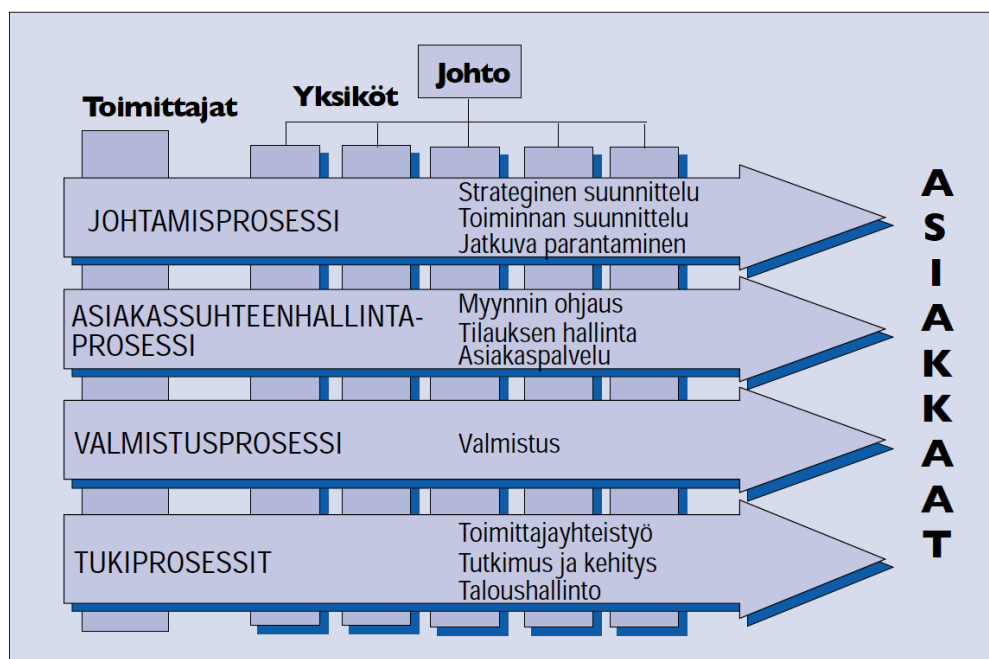 Johto
Yksiköt
Toimittajat
JOHTAMISPROSESSI
Strateginen suunnittelu
Toiminnan suunnittelu
Jatkuva parantaminen
ASIAKASSUHTEENHALLINTA-
PROSESSI
Myynnin ohjaus
Tilauksen hallinta
Asiakaspalvelu
VALMISTUSPROSESSI
Valmistus
TUKIPROSESSIT
Toimittajayhteistyö
Tutkimus ja kehitys
Taloushallinto
ASIAKKAAT